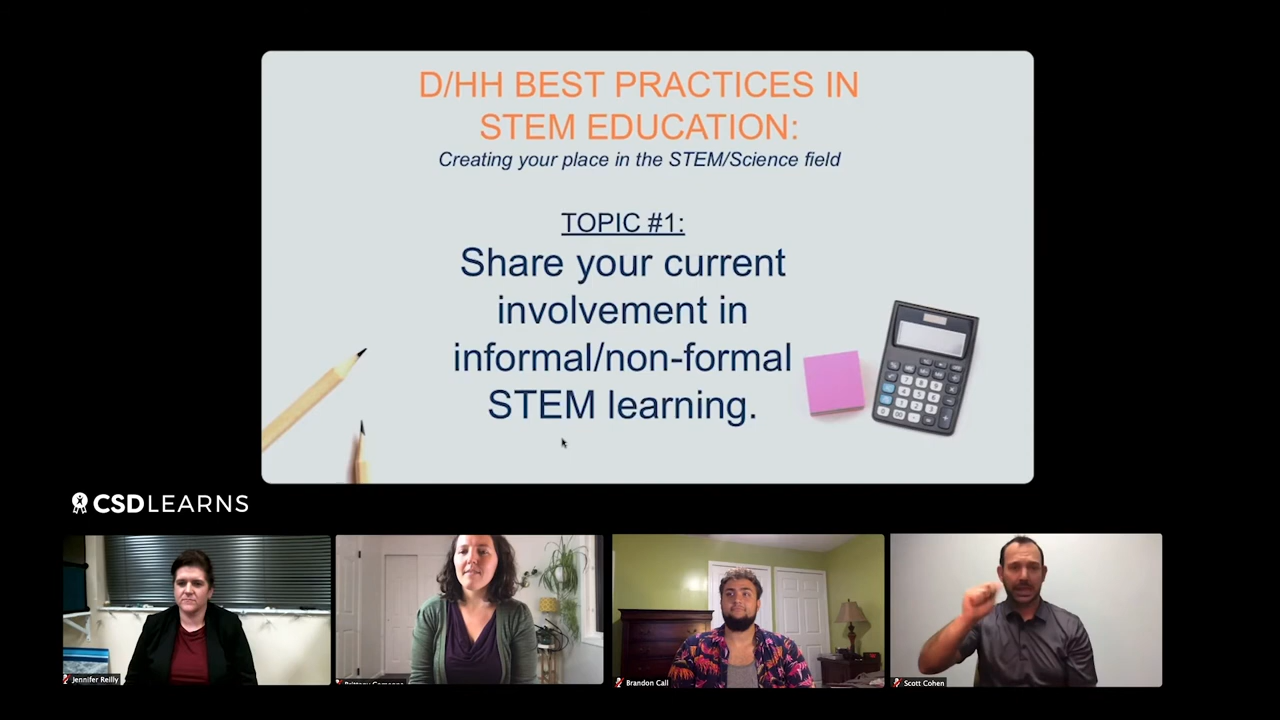 D/HH BEST PRACTICES IN
STEM EDUCATION:
Creating your place in the STEM/Science field
TOPIC #1:
Share your current
involvement in
informal/non-formal
STEM learning.
CSDLEARNS
Jennifer Reilly
Brandon Call
Scott Cohen